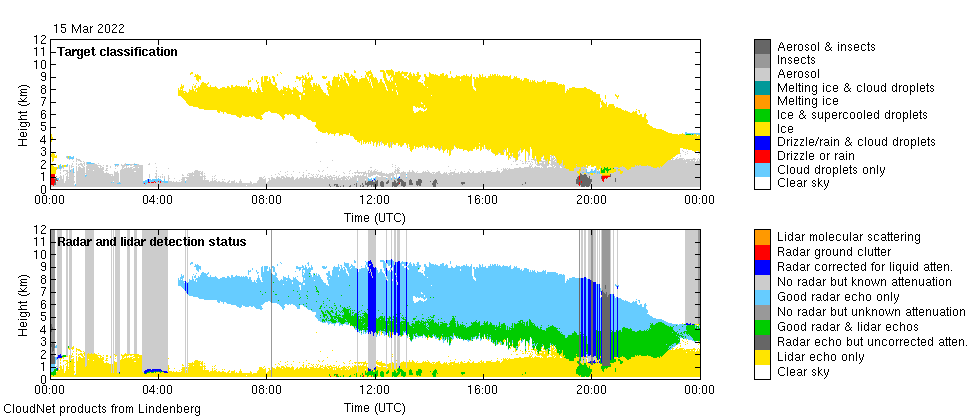 15 Mar 2022
Target classification
12
11
10
9
8
7
6
5
4
3
2
1
0
Height (km)
00:00 04:00 08:00 12:00 16:00 20:00 00:00
Time (UTC)
Aerosol & insects
Insects
Aerosol
Melting ice & cloud droplets
Melting ice
Ice & supercooled droplets
Ice
Drizzle/rain & cloud droplets
Drizzle or rain
Cloud droplets only
Clear sky
Radar and lidar detection status
12
11
10
9
8
7
6
5
4
3
2
1
0
Height (km)
00:00 04:00 08:00 12:00 16:00 20:00 00:00
Time (UTC)
Lidar molecular scattering
Radar ground clutter
Radar corrected for liquid atten.
No radar but known attenuation
Good radar echo only
No radar but unknown attenuation
Good radar & lidar echos
Radar echo but uncorrected atten.
Lidar echo only
Clear sky
CloudNet products from Lindenberg